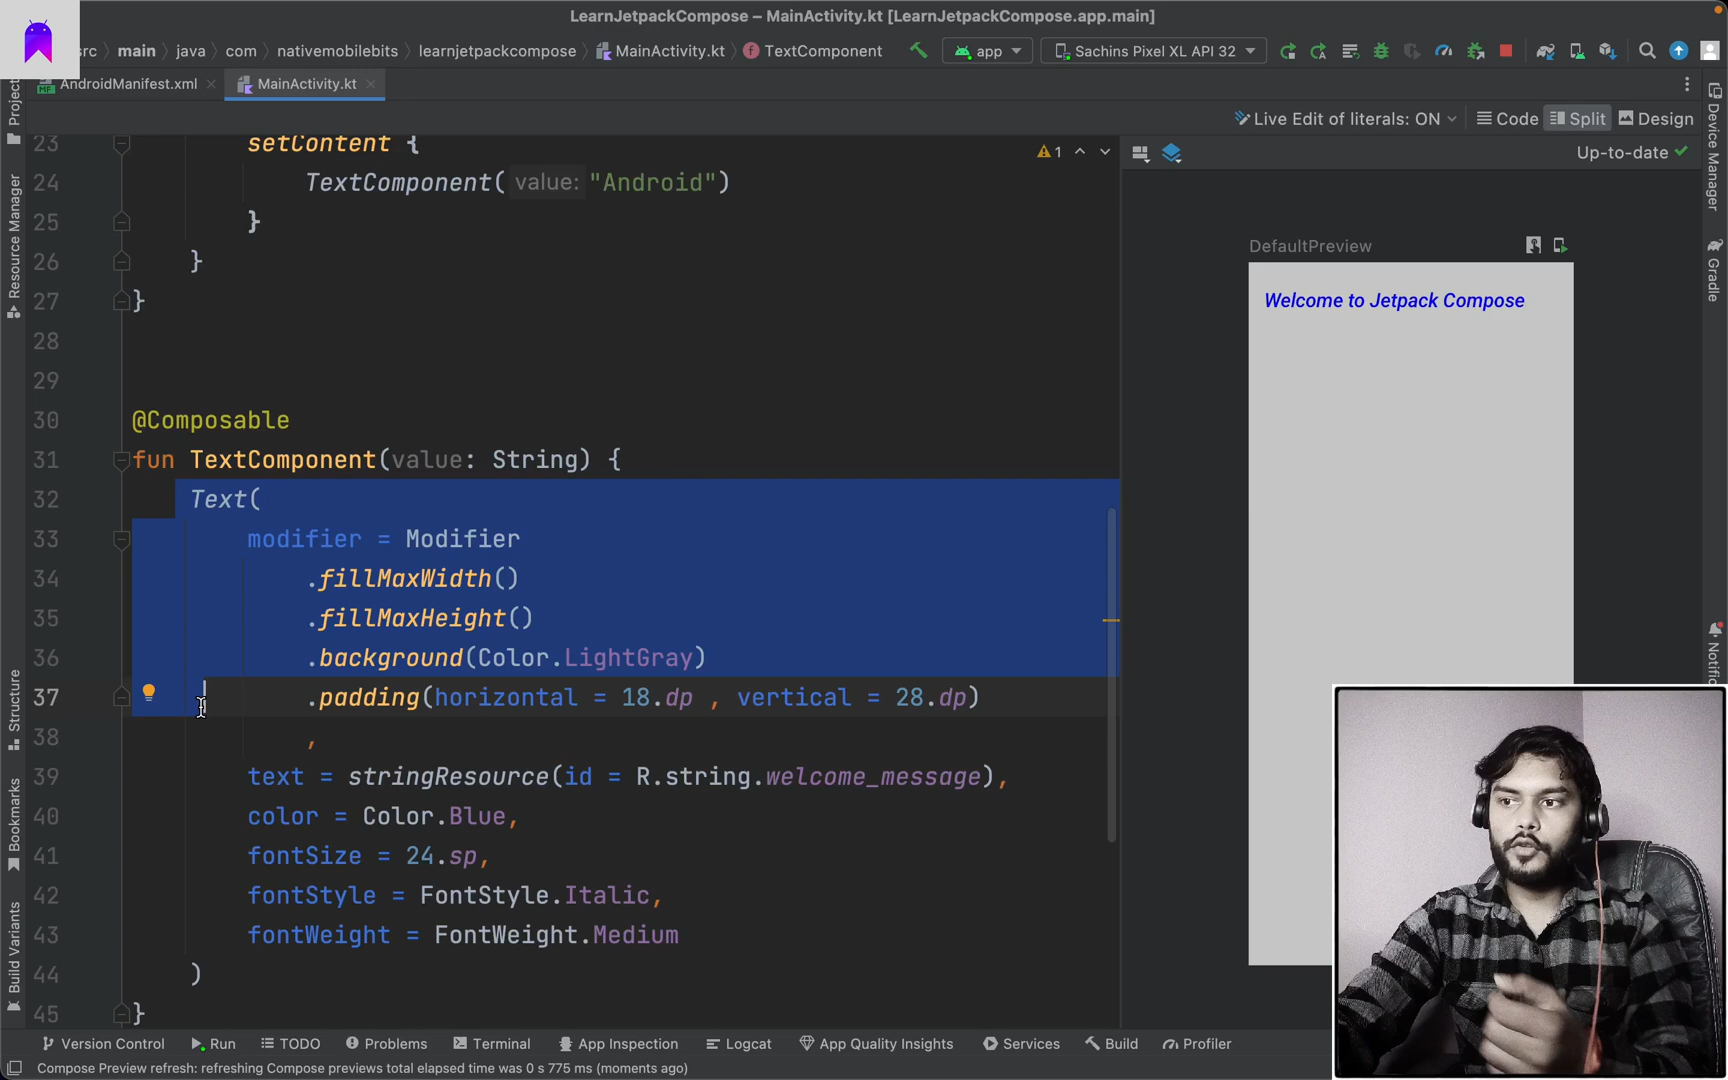 LearnJetpackCompose – MainActivity.kt [LearnJetpackCompose.app.main]
src › main › java › com › nativemobilebits › learnjetpackcompose › MainActivity.kt › TextComponent
app
Sachins Pixel XL API 32
AndroidManifest.xml
MainActivity.kt
Live Edit of literals: ON
Code
Split
Design
1
Up-to-date
23 setContent {
24 TextComponent( value: "Android")
25 }
26 }
27 }
28
29
30 @Composable
31 fun TextComponent(value: String) {
32 Text(
33 modifier = Modifier
34 .fillMaxWidth()
35 .fillMaxHeight()
36 .background(Color.LightGray)
37 .padding(horizontal = 18.dp , vertical = 28.dp)
38 ,
39 text = stringResource(id = R.string.welcome_message),
40 color = Color.Blue,
41 fontSize = 24.sp,
42 fontStyle = FontStyle.Italic,
43 fontWeight = FontWeight.Medium
44 )
45 }
DefaultPreview
Welcome to Jetpack Compose
Project
Resource Manager
Structure
Bookmarks
Build Variants
Device Manager
Gradle
Version Control
Run
TODO
Problems
Terminal
App Inspection
Logcat
App Quality Insights
Services
Build
Profiler
Compose Preview refresh: refreshing Compose previews total elapsed time was 0 s 775 ms (moments ago)